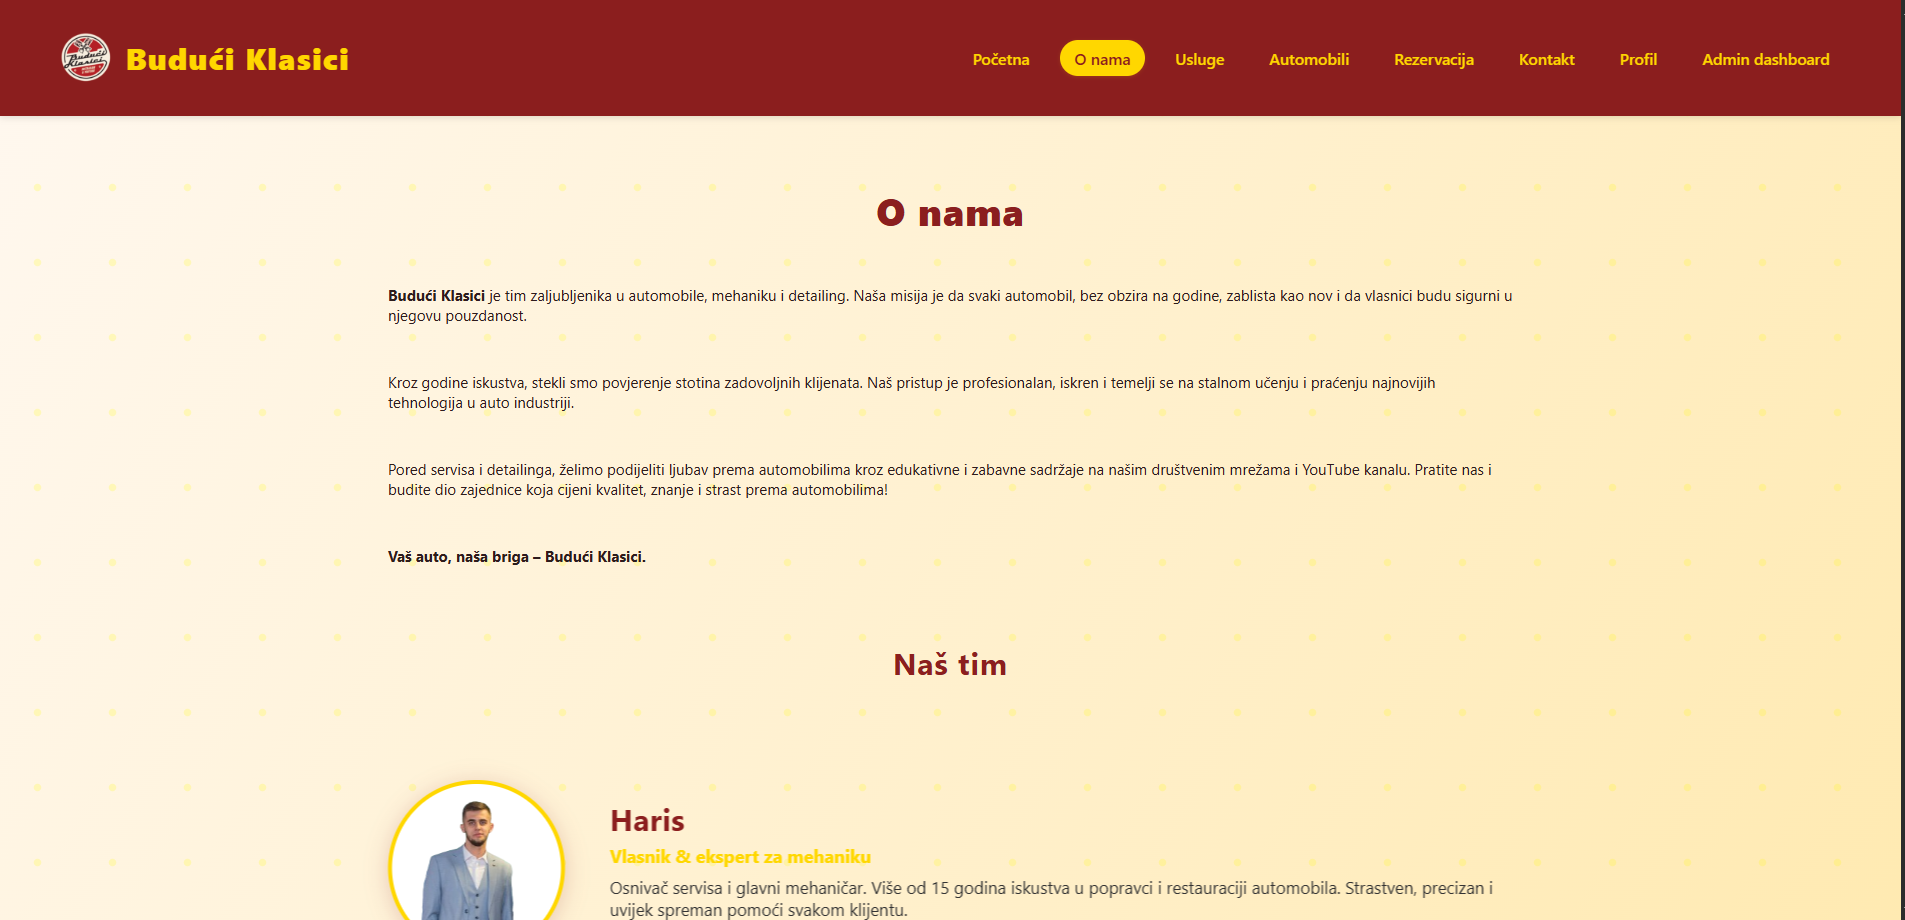 Budući Klasici
Budući Klasici
Početna
O nama
Usluge
Automobili
Rezervacija
Kontakt
Profil
Admin dashboard
O nama
Budući Klasici je tim zaljubljenika u automobile, mehaniku i detailing. Naša misija je da svaki automobil, bez obzira na godine, zablista kao nov i da vlasnici budu sigurni u
njegovu pouzdanost.
Kroz godine iskustva, stekli smo povjerenje stotina zadovoljnih klijenata. Naš pristup je profesionalan, iskren i temelji se na stalnom učenju i praćenju najnovijih
tehnologija u auto industriji.
Pored servisa i detailinga, želimo podijeliti ljubav prema automobilima kroz edukativne i zabavne sadržaje na našim društvenim mrežama i YouTube kanalu. Pratite nas i
budite dio zajednice koja cijeni kvalitet, znanje i strast prema automobilima!
Vaš auto, naša briga – Budući Klasici.
Naš tim
Haris
Vlasnik & ekspert za mehaniku
Osnivač servisa i glavni mehaničar. Više od 15 godina iskustva u popravci i restauraciji automobila. Strastven, precizan i
uvijek spreman pomoći svakom klijentu.